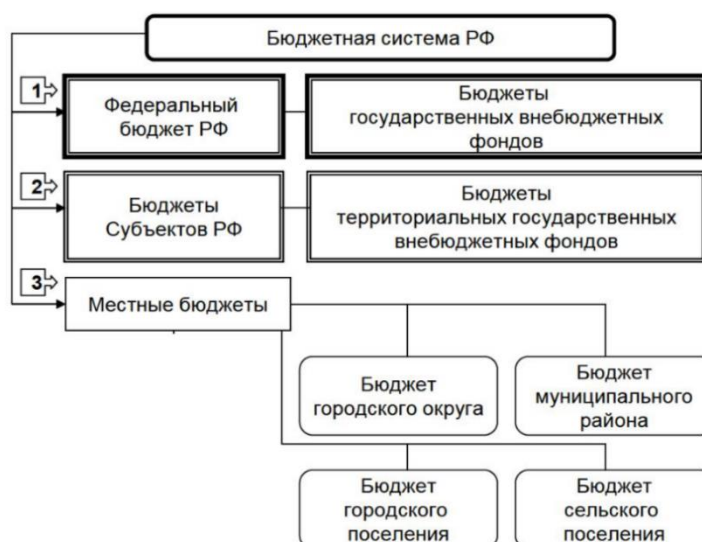 Бюджетная система РФ
1
Федеральный
бюджет РФ
Бюджеты
государственных внебюджетных
фондов
2
Бюджеты
Субъектов РФ
Бюджеты
территориальных государственных
внебюджетных фондов
3
Местные бюджеты
Бюджет
городского округа
Бюджет
муниципального
района
Бюджет
городского
поселения
Бюджет
сельского
поселения